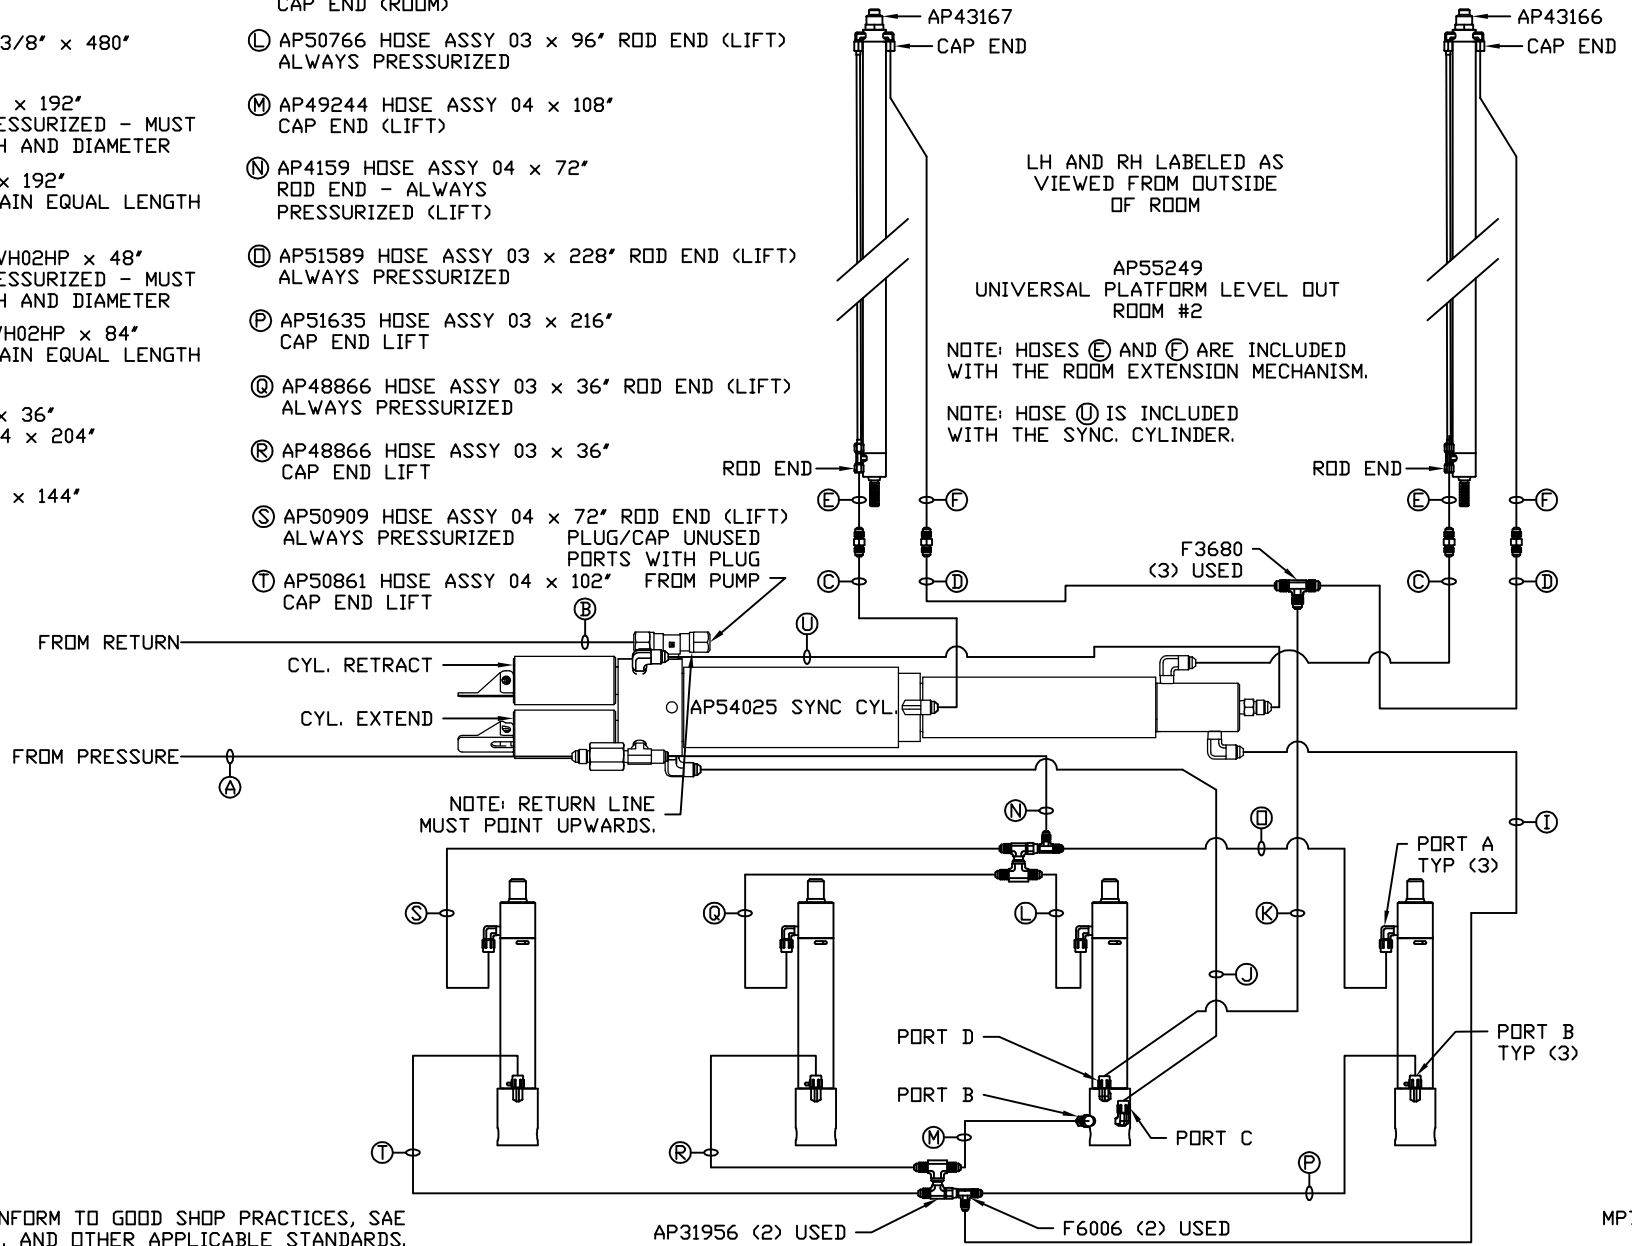 CAP END (ROOM)
3/8" x 480"
x 192"
ESSURIZED - MUST
H AND DIAMETER
x 192"
AIN EQUAL LENGTH
VH02HP x 48"
ESSURIZED - MUST
H AND DIAMETER
VH02HP x 84"
AIN EQUAL LENGTH
x 36"
4 x 204"
x 144"
L AP50766 HOSE ASSY 03 x 96" ROD END (LIFT)
ALWAYS PRESSURIZED
M AP49244 HOSE ASSY 04 x 108"
CAP END (LIFT)
N AP4159 HOSE ASSY 04 x 72"
ROD END - ALWAYS
PRESSURIZED (LIFT)
O AP51589 HOSE ASSY 03 x 228" ROD END (LIFT)
ALWAYS PRESSURIZED
P AP51635 HOSE ASSY 03 x 216"
CAP END LIFT
Q AP48866 HOSE ASSY 03 x 36" ROD END (LIFT)
ALWAYS PRESSURIZED
R AP48866 HOSE ASSY 03 x 36"
CAP END LIFT
S AP50909 HOSE ASSY 04 x 72" ROD END (LIFT)
ALWAYS PRESSURIZED
T AP50861 HOSE ASSY 04 x 102"
CAP END LIFT
PLUG/CAP UNUSED
PORTS WITH PLUG
FROM PUMP
AP43167
CAP END
AP43166
CAP END
LH AND RH LABELED AS
VIEWED FROM OUTSIDE
OF ROOM
AP55249
UNIVERSAL PLATFORM LEVEL OUT
ROOM #2
NOTE: HOSES E AND F ARE INCLUDED
WITH THE ROOM EXTENSION MECHANISM.
NOTE: HOSE U IS INCLUDED
WITH THE SYNC. CYLINDER.
ROD END
ROD END
E
F
E
F
F3680
(3) USED
C
D
C
D
B
U
FROM RETURN
CYL. RETRACT
CYL. EXTEND
AP54025 SYNC CYL.
FROM PRESSURE
A
NOTE: RETURN LINE
MUST POINT UPWARDS.
N
O
I
PORT A
TYP (3)
S
Q
L
K
J
PORT D
PORT B
TYP (3)
PORT B
PORT C
M
T
R
P
AP31956 (2) USED
F6006 (2) USED
NFORM TO GOOD SHOP PRACTICES, SAE
. AND OTHER APPLICABLE STANDARDS.
MP7